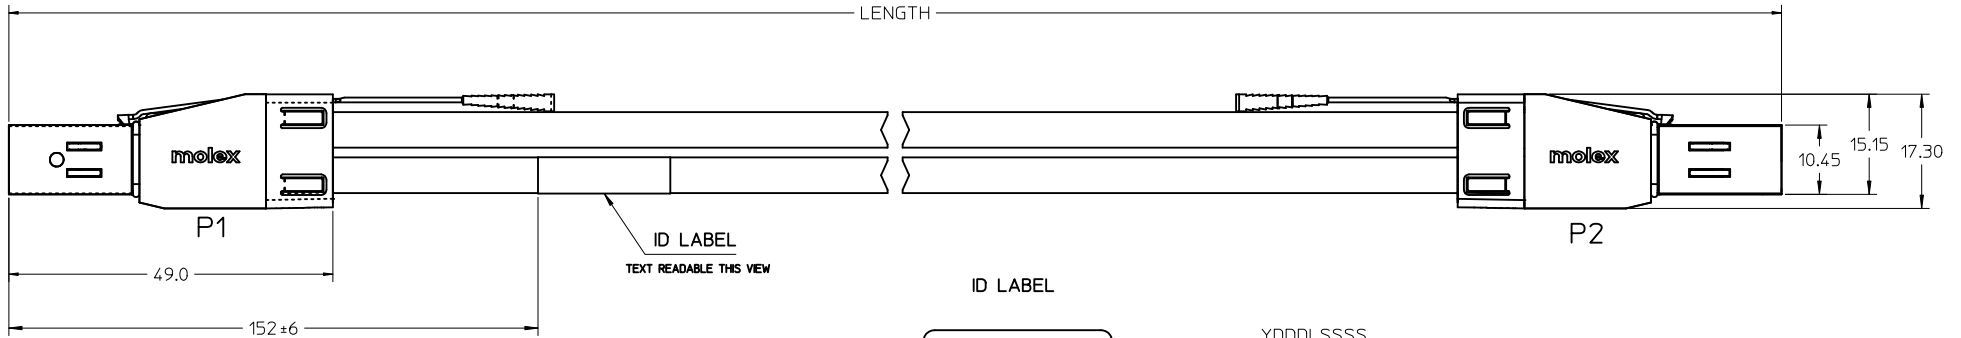 LENGTH
molex
molex
10.45
15.15
17.30
P1
P2
ID LABEL
TEXT READABLE THIS VIEW
49.0
ID LABEL
152±6
YDDDLSSSS